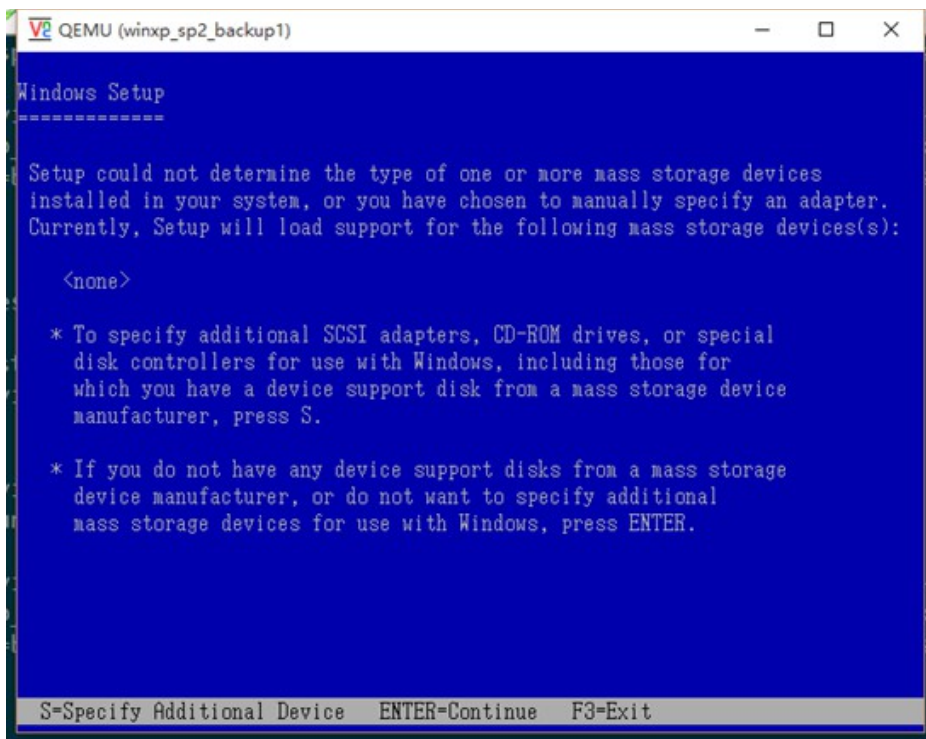 VQ QEMU (winxp_sp2_backup1)
Windows Setup
=============
Setup could not determine the type of one or more mass storage devices
installed in your system, or you have chosen to manually specify an adapter.
Currently, Setup will load support for the following mass storage devices(s):
<none>
* To specify additional SCSI adapters, CD-ROM drives, or special
disk controllers for use with Windows, including those for
which you have a device support disk from a mass storage device
manufacturer, press S.
* If you do not have any device support disks from a mass storage
device manufacturer, or do not want to specify additional
mass storage devices for use with Windows, press ENTER.
S=Specify Additional Device ENTER=Continue F3=Exit